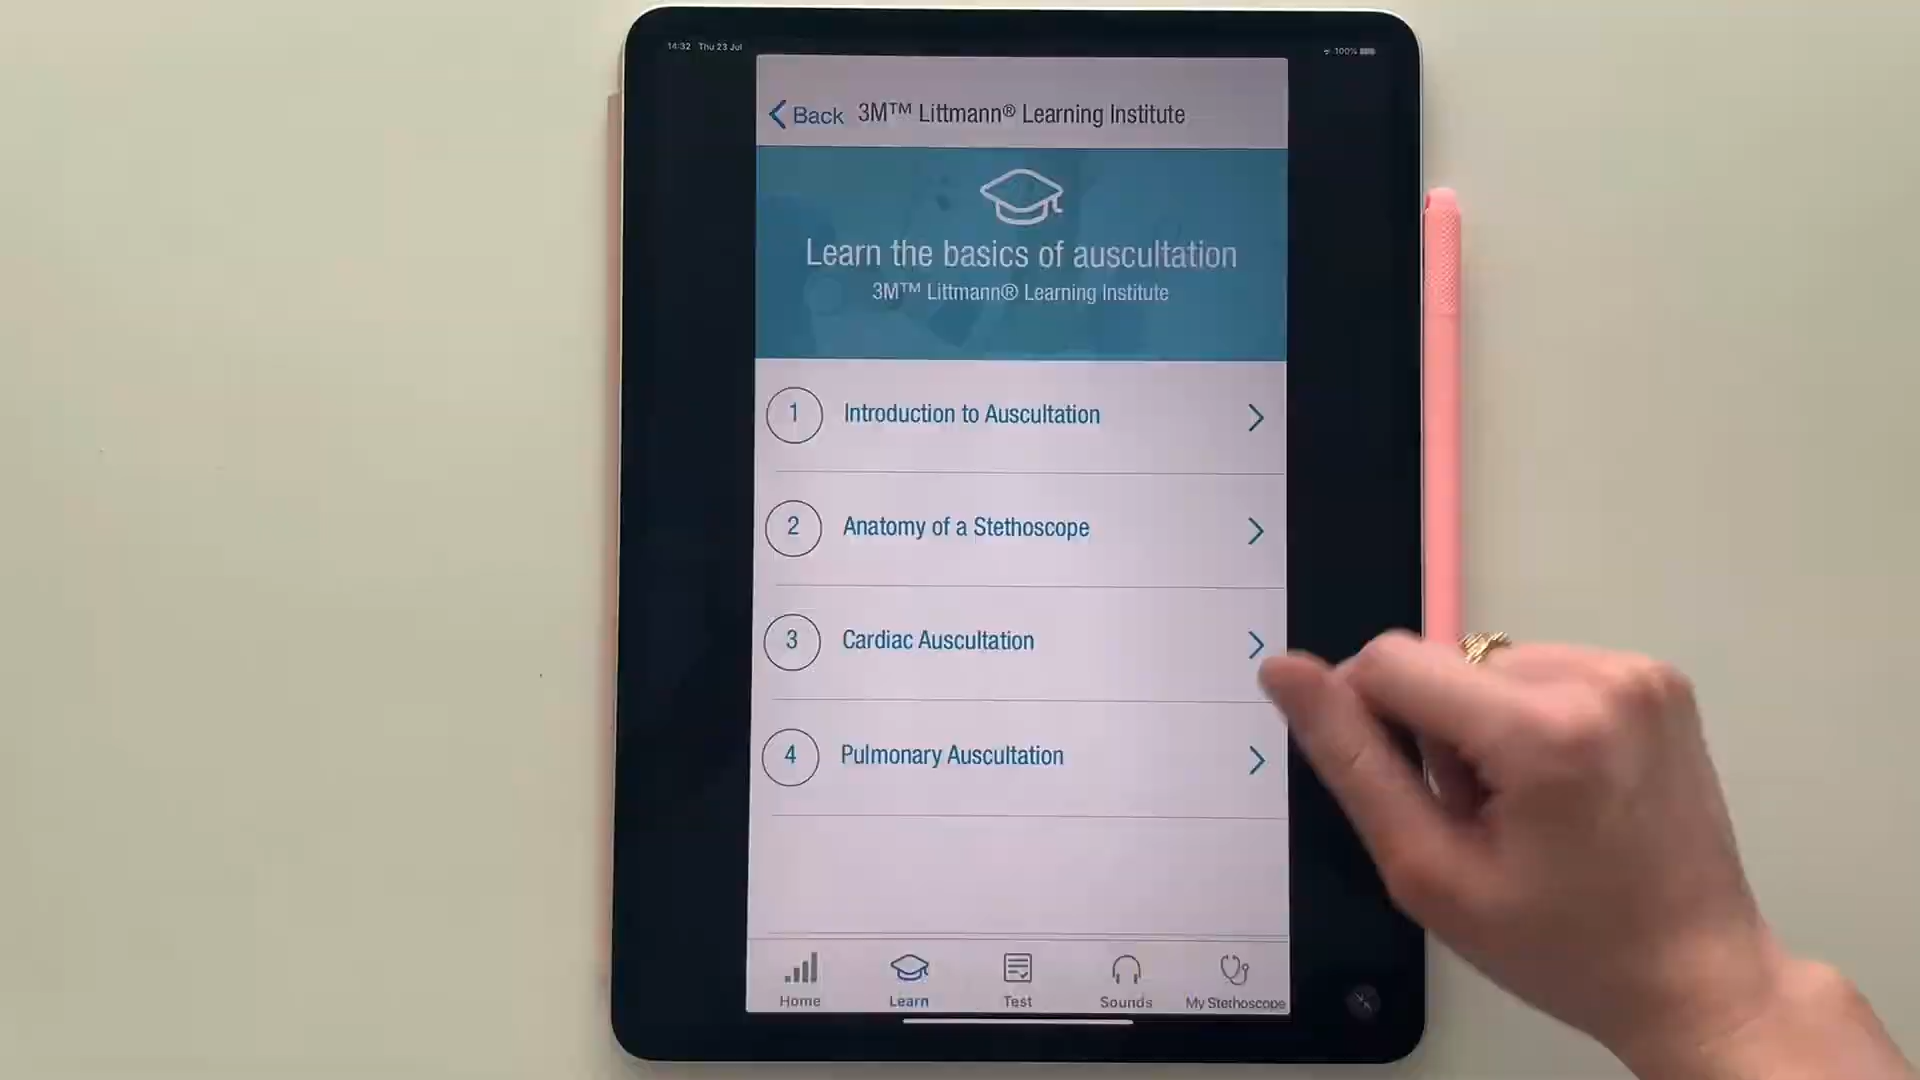 14:32 Thu 23 Jul
100%
Back 3M™ Littmann® Learning Institute
Learn the basics of auscultation
3M™ Littmann® Learning Institute
1 Introduction to Auscultation
2 Anatomy of a Stethoscope
3 Cardiac Auscultation
4 Pulmonary Auscultation
Home Learn Test Sounds My Stethoscope